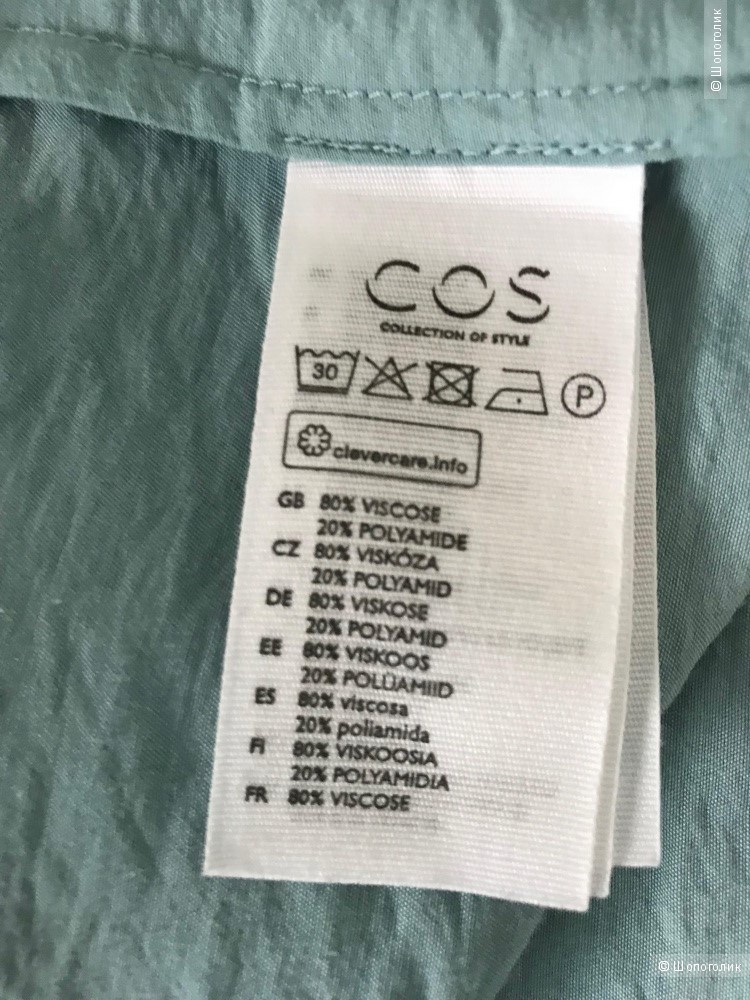 © Шопоголик
COS
COLLECTION OF STYLE
30
P
clevercare.info
GB 80% VISCOSE
20% POLYAMIDE
CZ 80% VISKÓZA
20% POLYAMID
DE 80% VISKOSE
20% POLYAMID
EE 80% VISKOOS
20% POLÜAMIID
ES 80% viscosa
20% poliamida
FI 80% VISKOOSIA
20% POLYAMIDIA
FR 80% VISCOSE
© Шопоголик